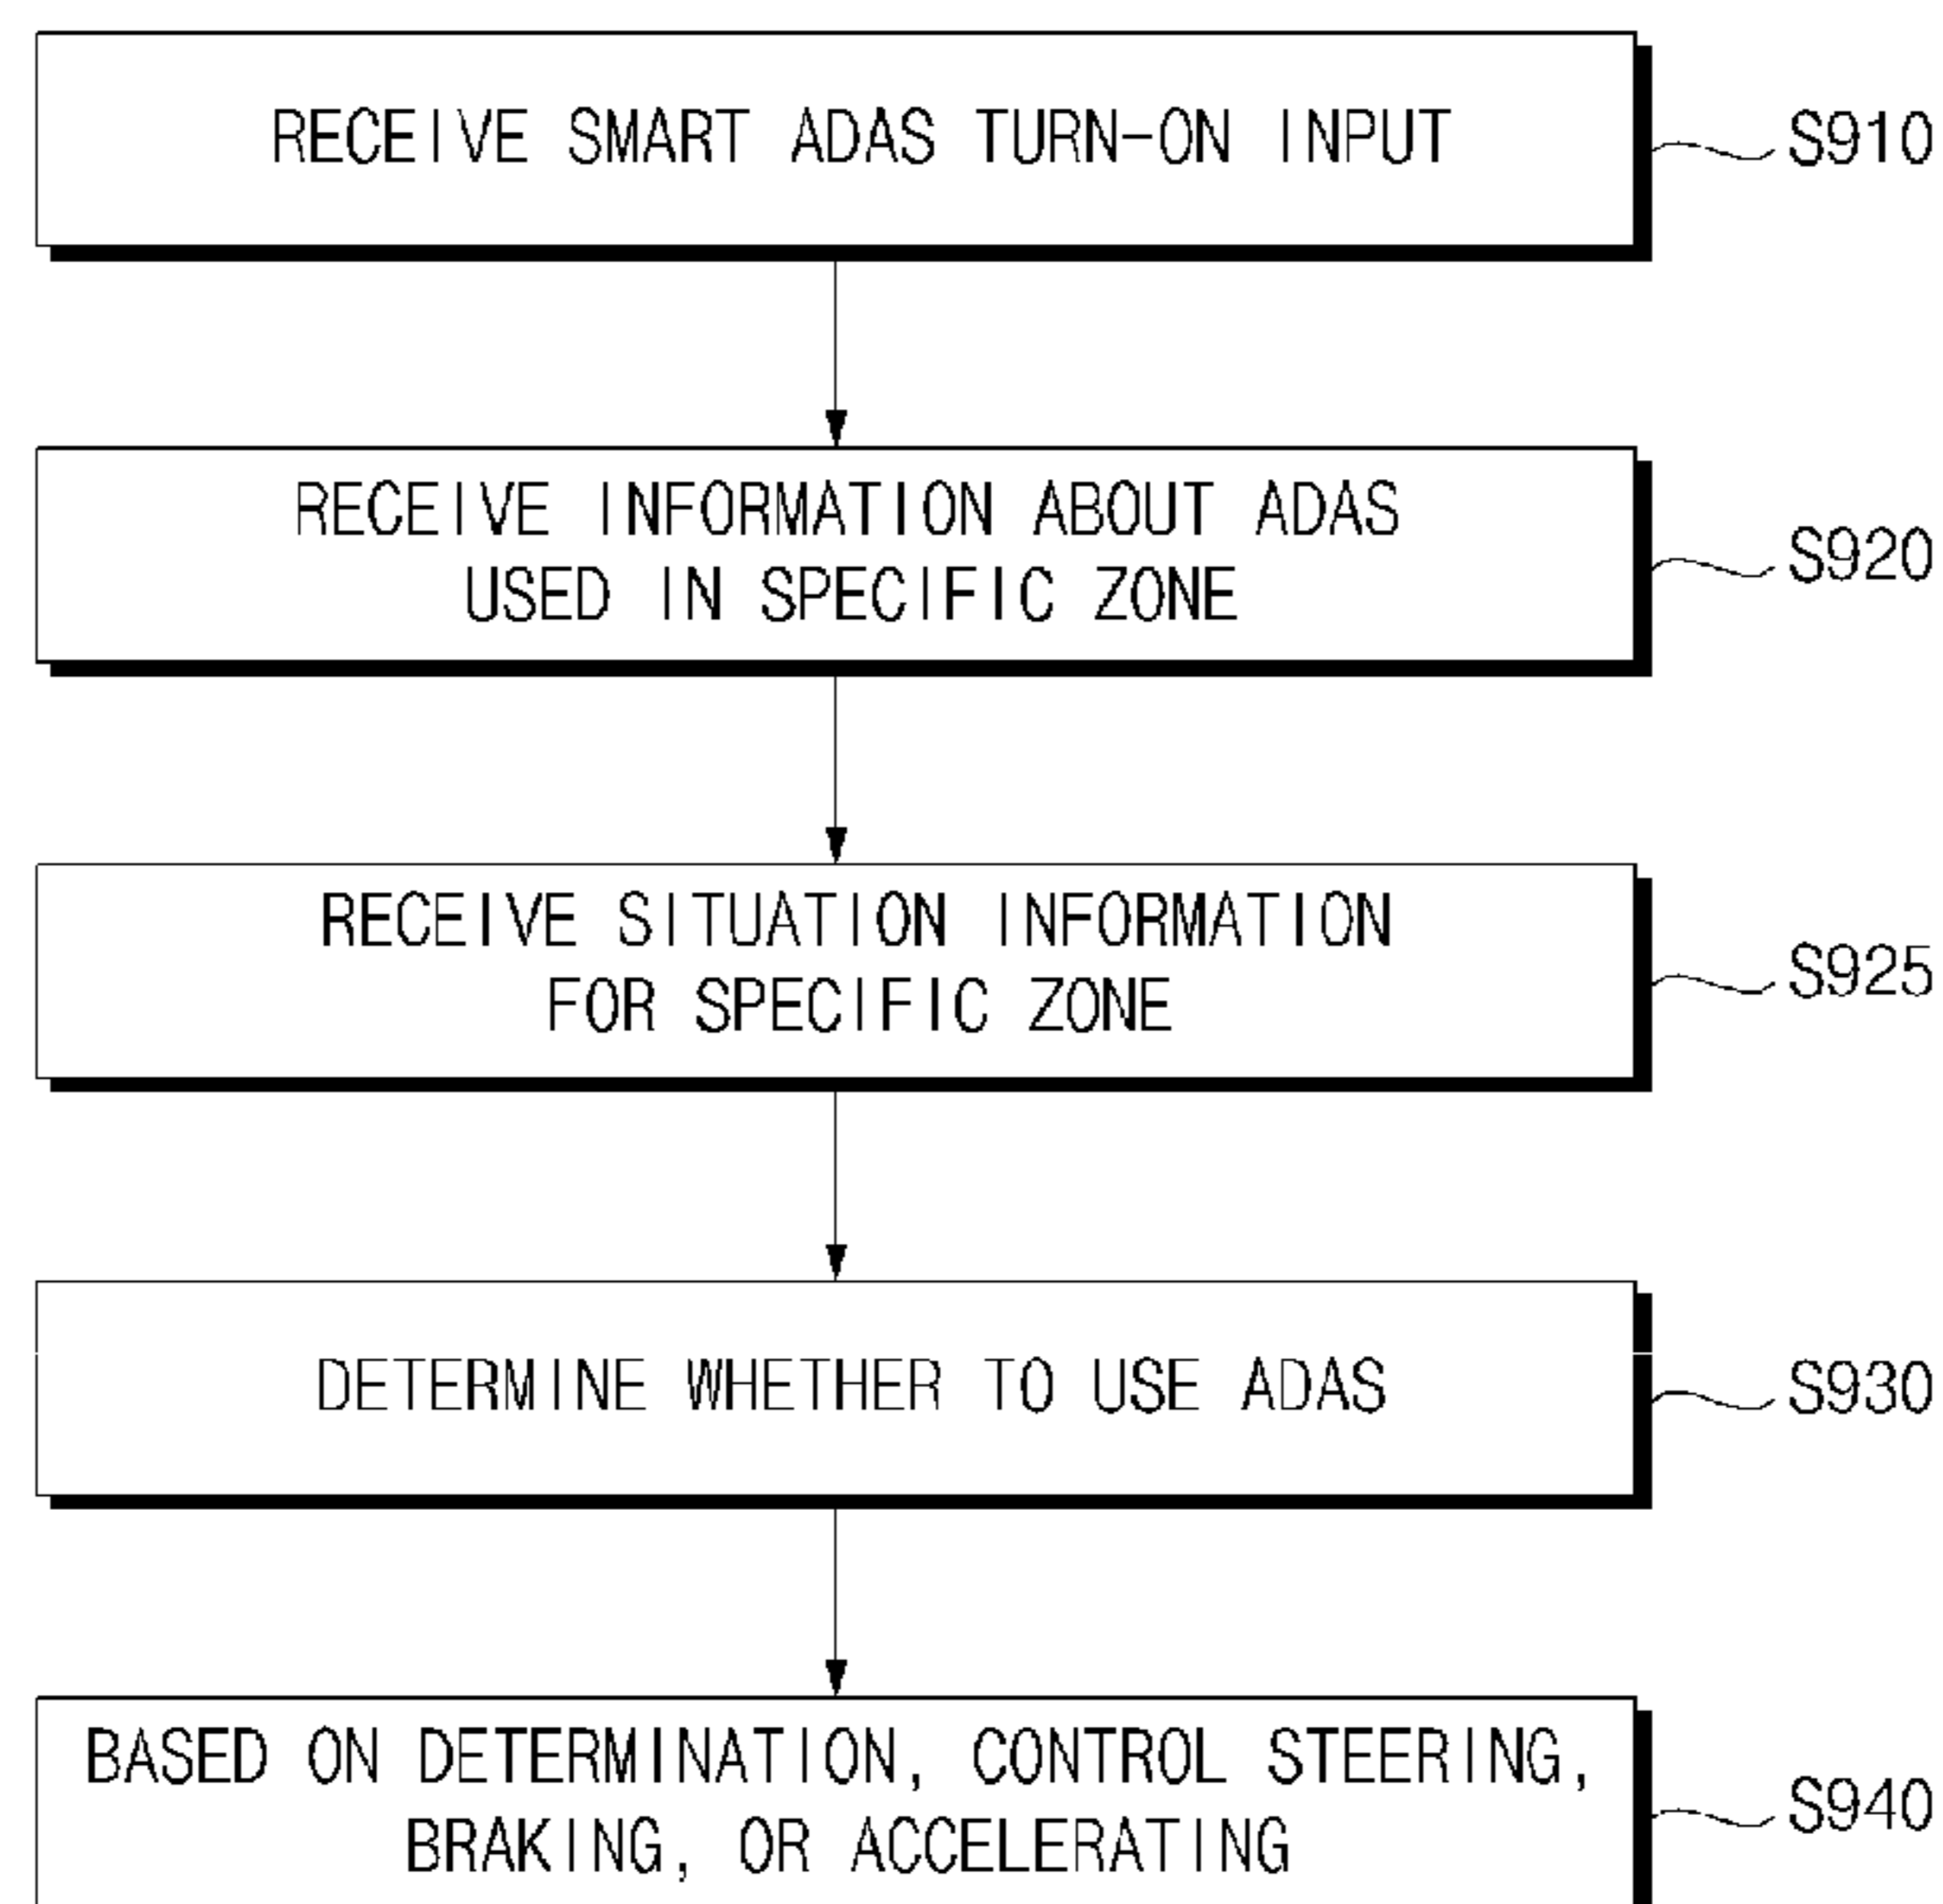 RECEIVE SMART ADAS TURN-ON INPUT
S910
RECEIVE INFORMATION ABOUT ADAS
USED IN SPECIFIC ZONE
S920
RECEIVE SITUATION INFORMATION
FOR SPECIFIC ZONE
S925
DETERMINE WHETHER TO USE ADAS
S930
BASED ON DETERMINATION, CONTROL STEERING,
BRAKING, OR ACCELERATING
S940